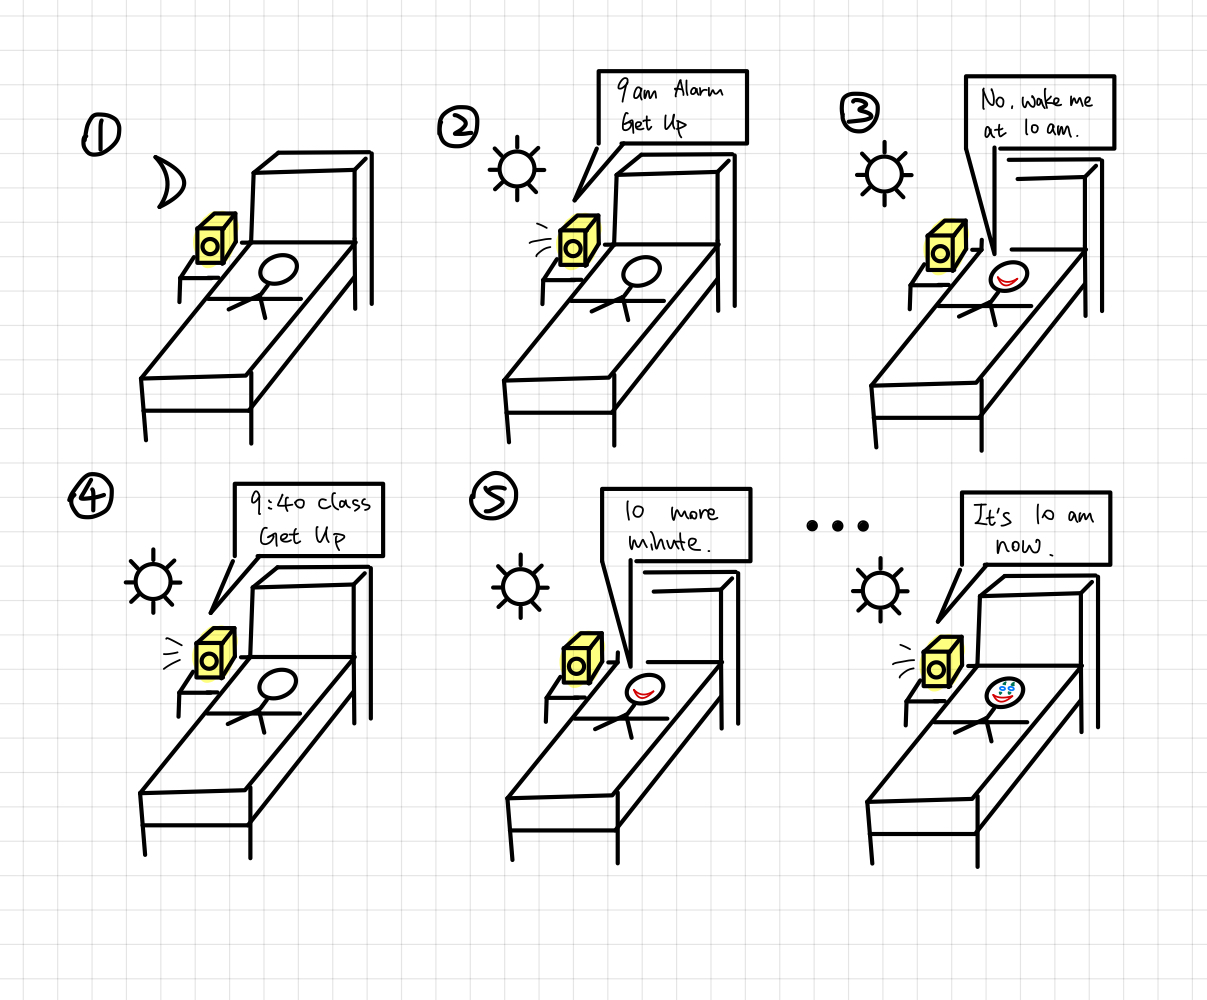 ①
②
9am Alarm
Get Up
③
No, wake me
at 10 am.
④
9:40 class
Get Up
⑤
10 more
minute.
...
It's 10 am
now.